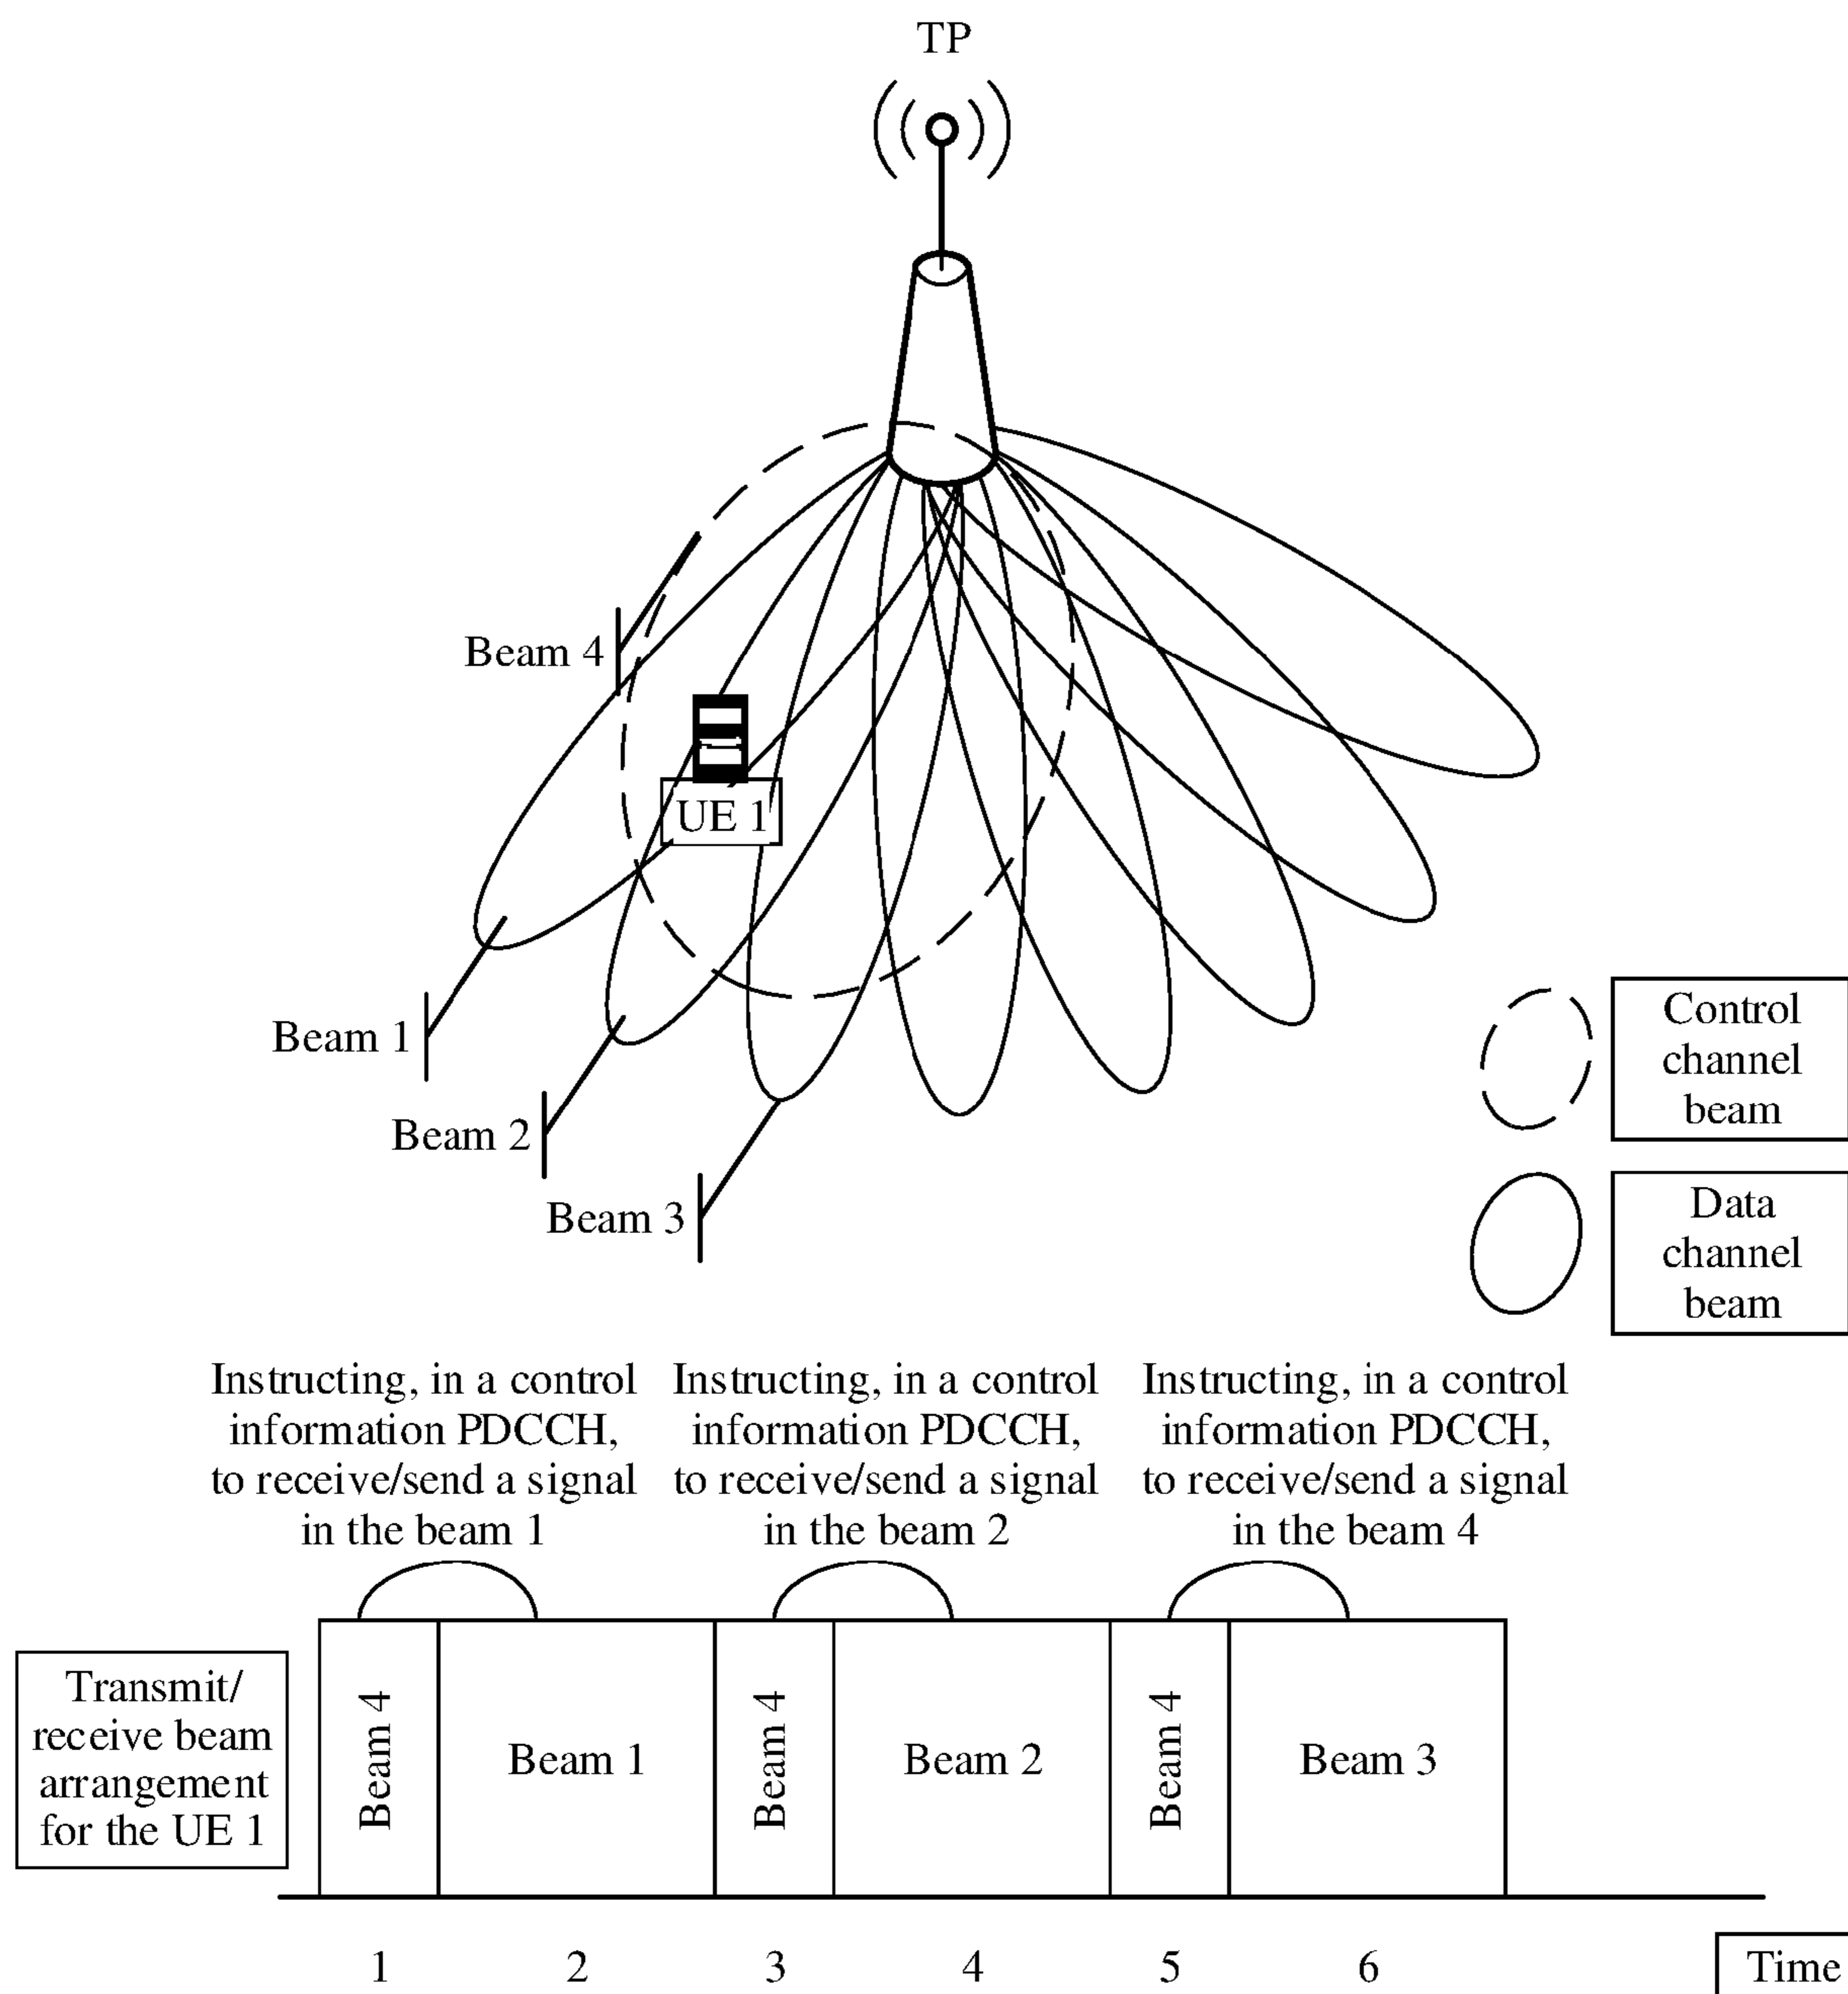 TP
Beam 4
UE 1
Beam 1
Beam 2
Beam 3
Control
channel
beam
Data
channel
beam
Instructing, in a control
information PDCCH,
to receive/send a signal
in the beam 1
Instructing, in a control
information PDCCH,
to receive/send a signal
in the beam 2
Instructing, in a control
information PDCCH,
to receive/send a signal
in the beam 4
Transmit/
receive beam
arrangement
for the UE 1
Beam 4
Beam 1
Beam 4
Beam 2
Beam 4
Beam 3
1 2 3 4 5 6
Time